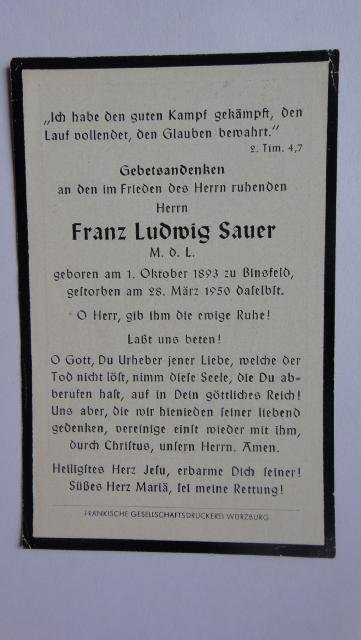 „Ich habe den guten Kampf gekämpft, den
Lauf vollendet, den Glauben bewahrt."
2. Tim. 4,7
Gebetsandenken
an den im Frieden des Herrn ruhenden
Herrn
Franz Ludwig Sauer
M. d. L.
geboren am 1. Oktober 1893 zu Binsfeld,
gestorben am 28. März 1950 daselbst.
O Herr, gib ihm die ewige Ruhe!
Laßt uns beten!
O Gott, Du Urheber jener Liebe, welche der
Tod nicht löst, nimm diese Seele, die Du ab-
berufen hast, auf in Dein göttliches Reich!
Uns aber, die wir hienieden seiner liebend
gedenken, vereinige einst wieder mit ihm,
durch Christus, unsern Herrn. Amen.
Heiligstes Herz Jesu, erbarme Dich seiner!
Süßes Herz Mariä, sei meine Rettung!
FRÄNKISCHE GESELLSCHAFTSDRUCKEREI WÜRZBURG